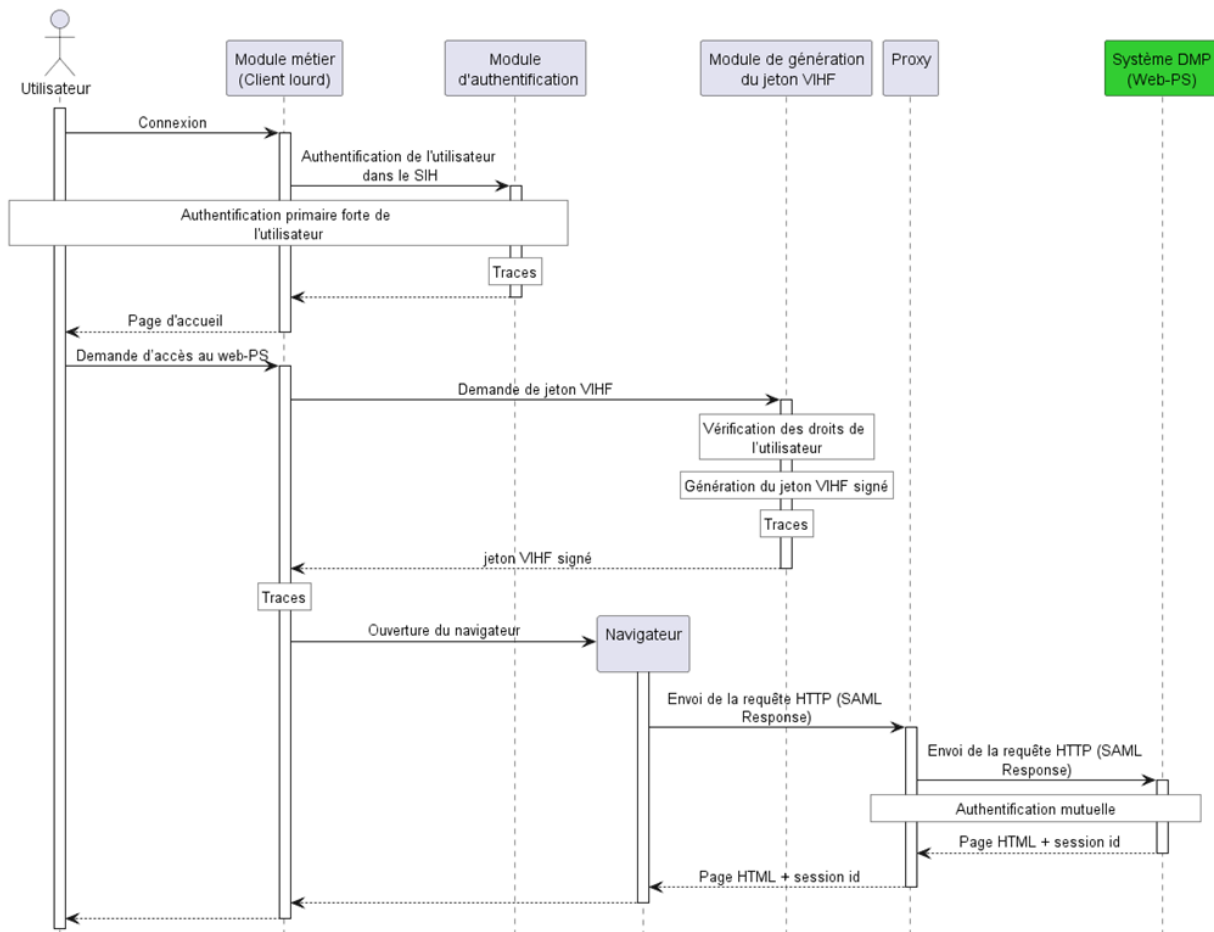 Utilisateur
Module métier
(Client lourd)
Module
d'authentification
Module de génération
du jeton VIHF
Proxy
Système DMP
(Web-PS)
Connexion
Authentification de l'utilisateur
dans le SIH
Authentification primaire forte de
l'utilisateur
Traces
Page d'accueil
Demande d'accès au web-PS
Demande de jeton VIHF
Vérification des droits de
l'utilisateur
Génération du jeton VIHF signé
Traces
jeton VIHF signé
Traces
Ouverture du navigateur
Navigateur
Envoi de la requête HTTP (SAML
Response)
Envoi de la requête HTTP (SAML
Response)
Authentification mutuelle
Page HTML + session id
Page HTML + session id